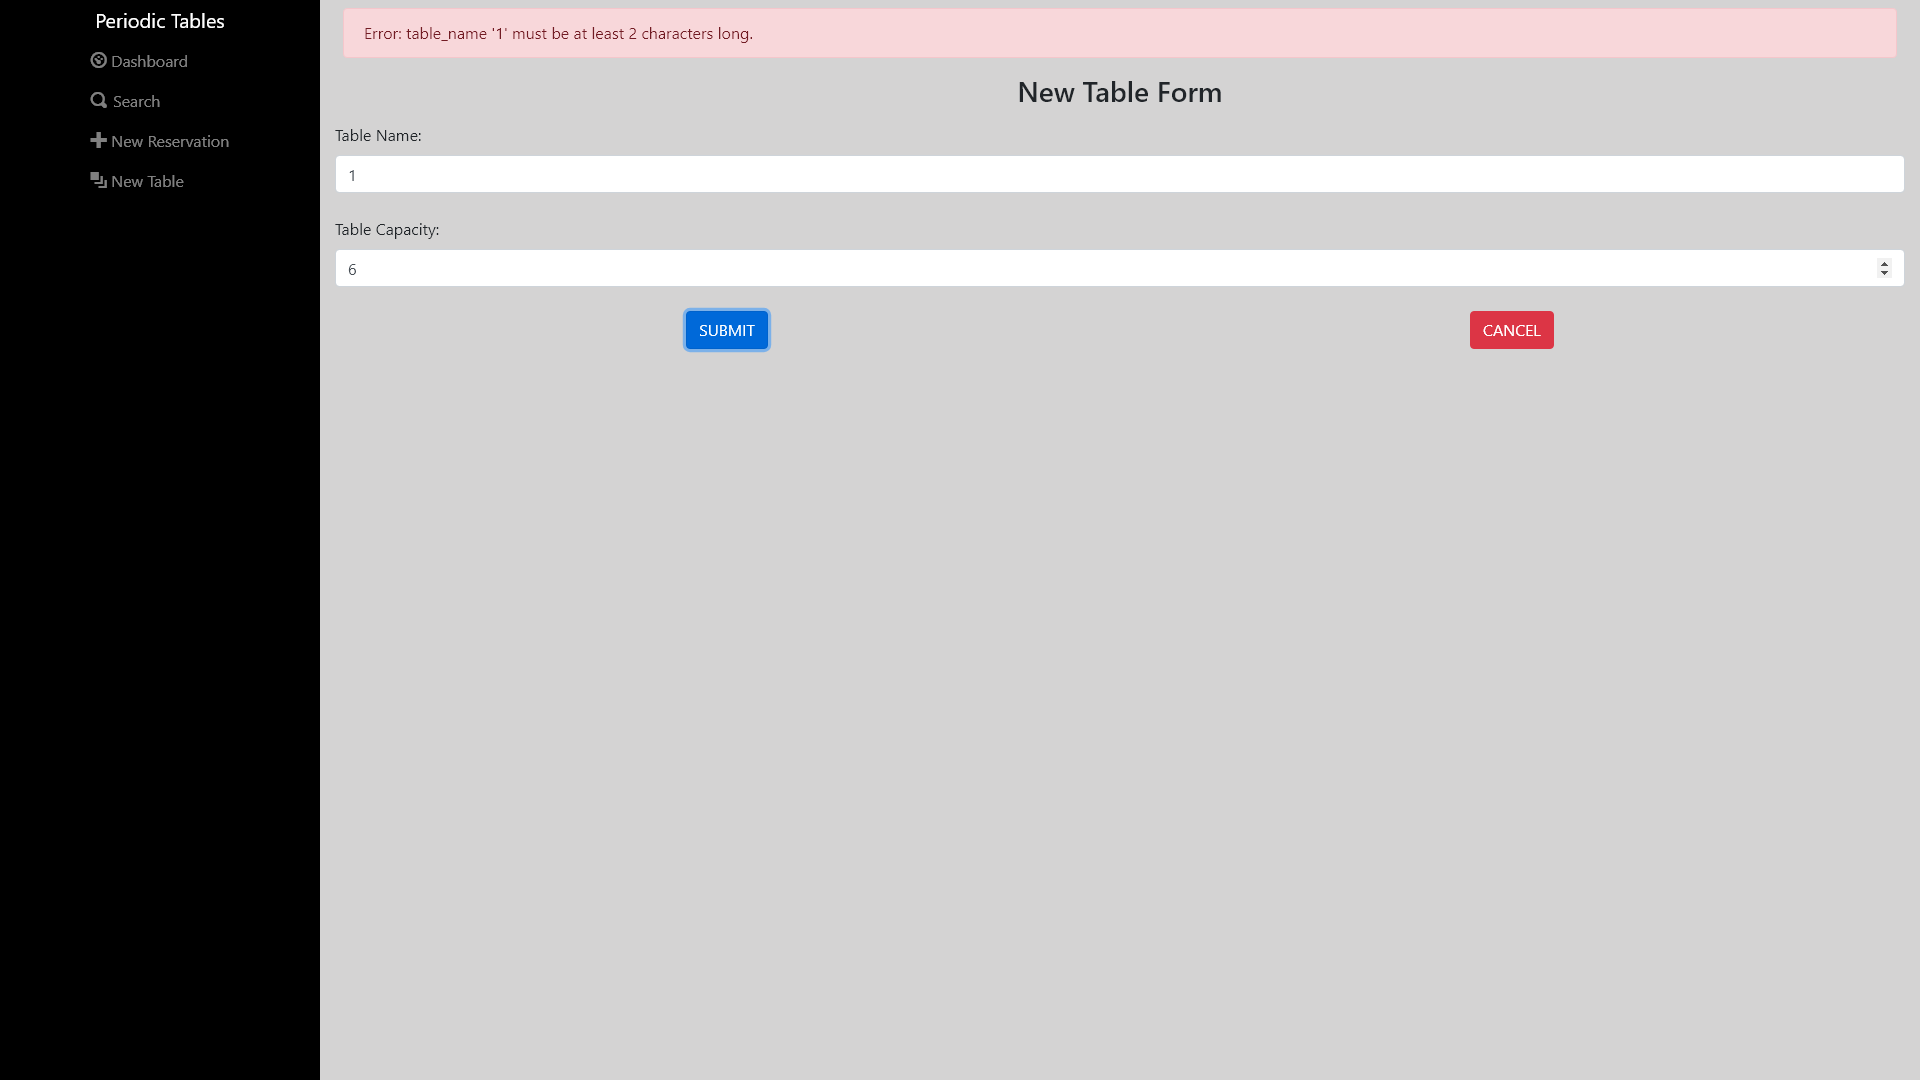 Periodic Tables
Dashboard
Search
New Reservation
New Table
Error: table_name '1' must be at least 2 characters long.
New Table Form
Table Name:
1
Table Capacity:
6
SUBMIT
CANCEL